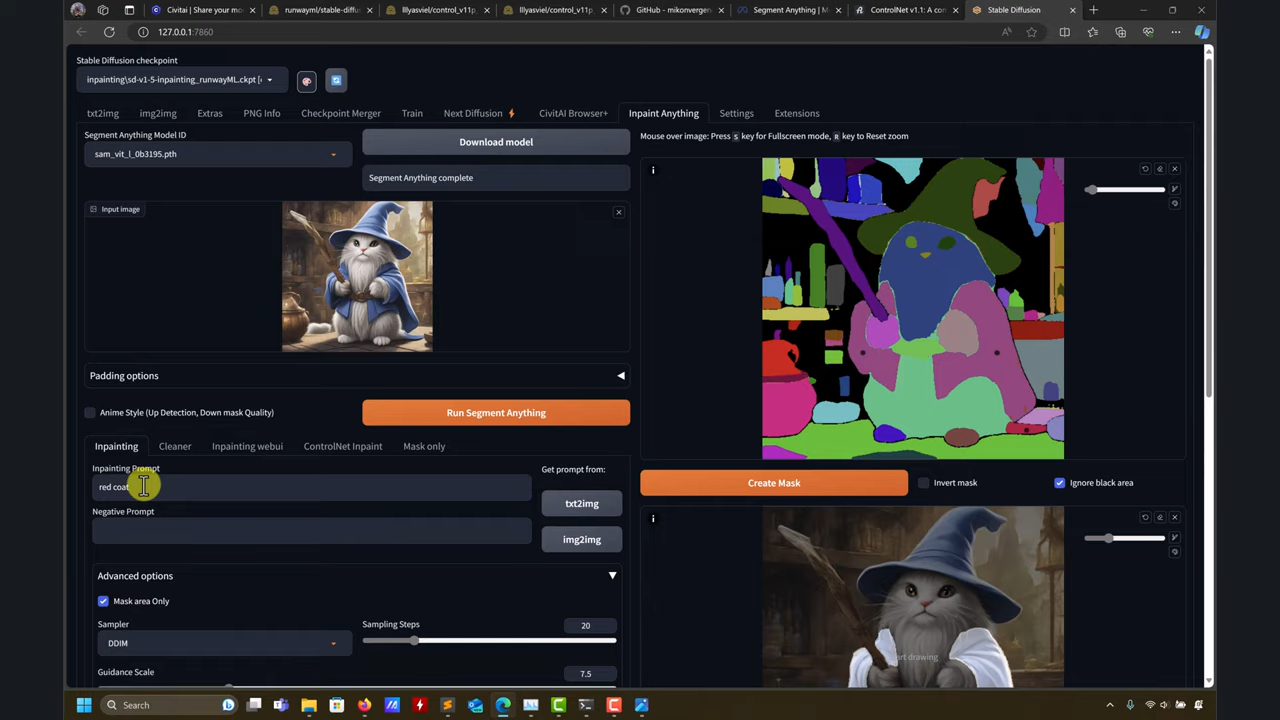 Civitai | Share your mo
runwayml/stable-diffu
lllyasviel/control_v11p_
lllyasviel/control_v11p_
GitHub - mikonvergen
Segment Anything | M
ControlNet v1.1: A con
Stable Diffusion
127.0.0.1:7860
Stable Diffusion checkpoint
inpainting\sd-v1-5-inpainting_runwayML.ckpt [
txt2img
img2img
Extras
PNG Info
Checkpoint Merger
Train
Next Diffusion
CivitAI Browser+
Inpaint Anything
Settings
Extensions
Segment Anything Model ID
sam_vit_l_0b3195.pth
Download model
Segment Anything complete
Mouse over image: Press S key for Fullscreen mode, R key to Reset zoom
Input image
Padding options
Anime Style (Up Detection, Down mask Quality)
Run Segment Anything
Inpainting
Cleaner
Inpainting webui
ControlNet Inpaint
Mask only
Inpainting Prompt
red coat
Get prompt from:
txt2img
Negative Prompt
img2img
Advanced options
Mask area Only
Sampler
DDIM
Sampling Steps
20
Guidance Scale
7.5
Create Mask
Invert mask
Ignore black area
drawing
Search